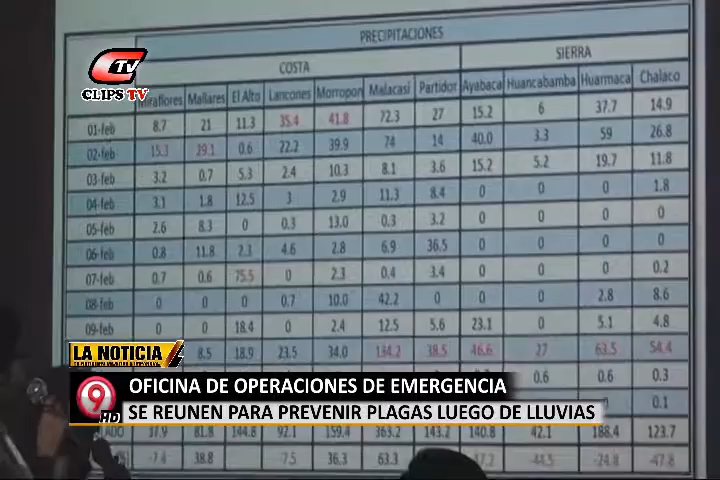 PRECIPITACIONES
COSTA SIERRA
Miraflores Mallares El Alto Lancones Morropon Malacasi Partidor Ayabaca Huancabamba Huarmaca Chalaco
01-feb 8.7 21 11.3 35.4 41.8 72.3 27 15.2 6 37.7 14.9
02-feb 15.3 29.1 0.6 22.2 39.9 74 14 40.0 3.3 59 26.8
03-feb 3.2 0.7 5.3 2.4 10.3 8.1 3.6 15.2 5.2 19.7 11.8
04-feb 3.1 1.8 12.5 3 2.9 11.3 8.4 0 0 0 1.8
05-feb 2.6 8.3 0 0.3 13.0 0.3 3.2 0 0 0 0
06-feb 0.8 11.8 2.3 4.6 2.8 6.9 36.5 0 0 0 0
07-feb 0.7 0.6 75.5 0 2.3 0.4 3.4 0 0 0 0.2
08-feb 0 0 0 0.7 10.0 42.2 0 0 0 2.8 8.6
09-feb 0 0 18.4 0 2.4 12.5 5.6 23.1 0 5.1 4.8
8.5 18.9 23.5 34.0 134.2 38.5 46.6 27 63.5 54.4
0.6 0.6 0.3
0 0.1
37.9 81.8 144.8 92.1 159.4 363.2 143.2 140.8 42.1 188.4 123.7
-7.4 38.8 -7.5 36.3 63.3 -44.5 -24.8 -47.8
CTV
CLIPS TV
LA NOTICIA
9 HD
OFICINA DE OPERACIONES DE EMERGENCIA
SE REUNEN PARA PREVENIR PLAGAS LUEGO DE LLUVIAS